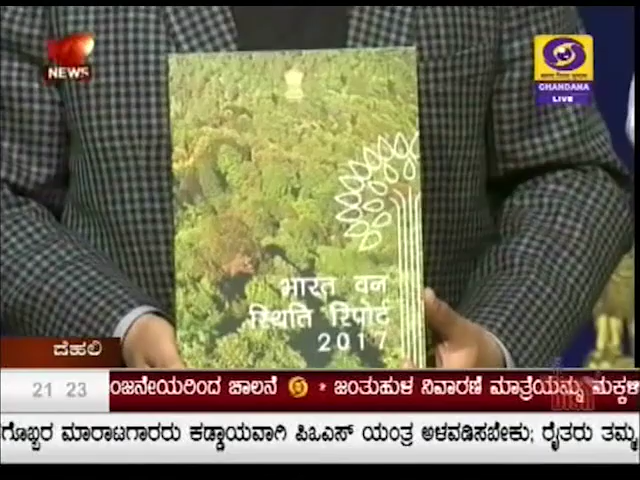 NEWS
CHANDANA
LIVE
भारत वन
स्थिति रिपोर्ट
2017
ದೆಹಲಿ
21 23
ಂಜನೇಯರಿಂದ ಚಾಲನೆ * ಜಂತುಹುಳ ನಿವಾರಣೆ ಮಾತ್ರೆಯನ್ನು ಮಕ್ಕಳಿ
ಗೊಬ್ಬರ ಮಾರಾಟಗಾರರು ಕಡ್ಡಾಯವಾಗಿ ಪಿಒಎಸ್ ಯಂತ್ರ ಅಳವಡಿಸಬೇಕು; ರೈತರು ತಮ್ಮ